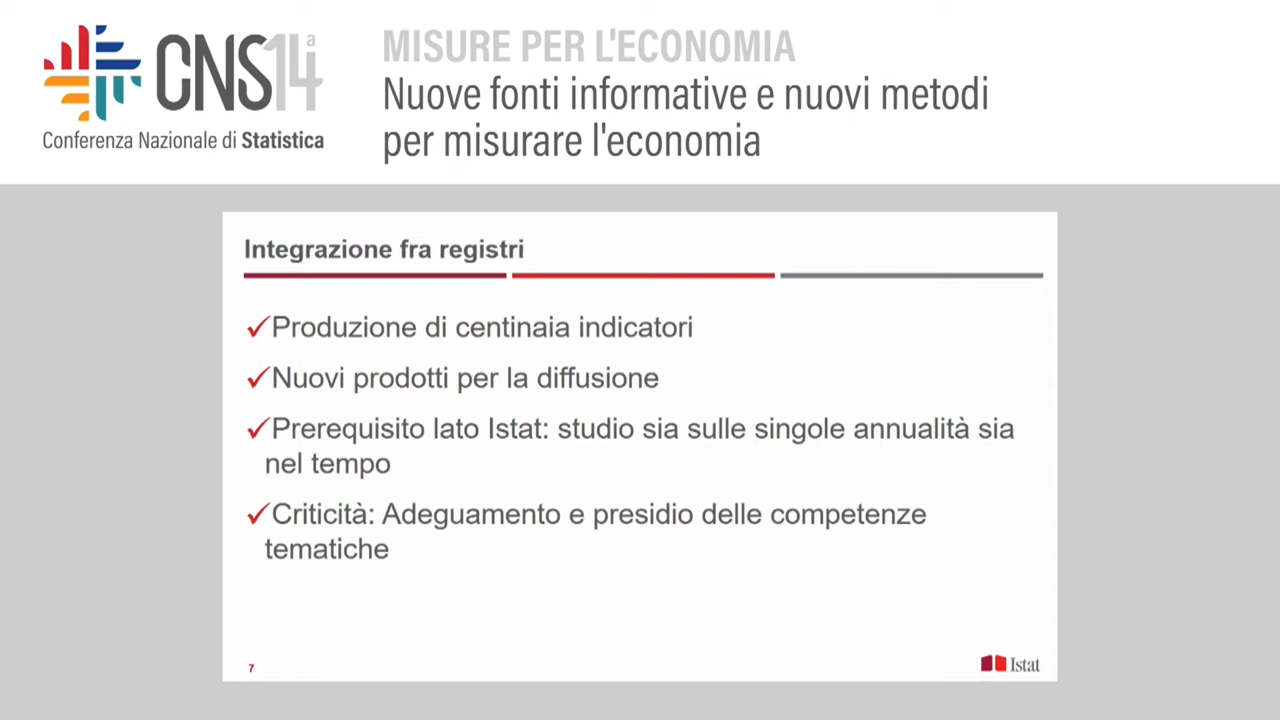 CNS14a
Conferenza Nazionale di Statistica
MISURE PER L'ECONOMIA
Nuove fonti informative e nuovi metodi
per misurare l'economia
Integrazione fra registri
✓Produzione di centinaia indicatori
✓Nuovi prodotti per la diffusione
✓Prerequisito lato Istat: studio sia sulle singole annualità sia
nel tempo
✓Criticità: Adeguamento e presidio delle competenze
tematiche
7
Istat